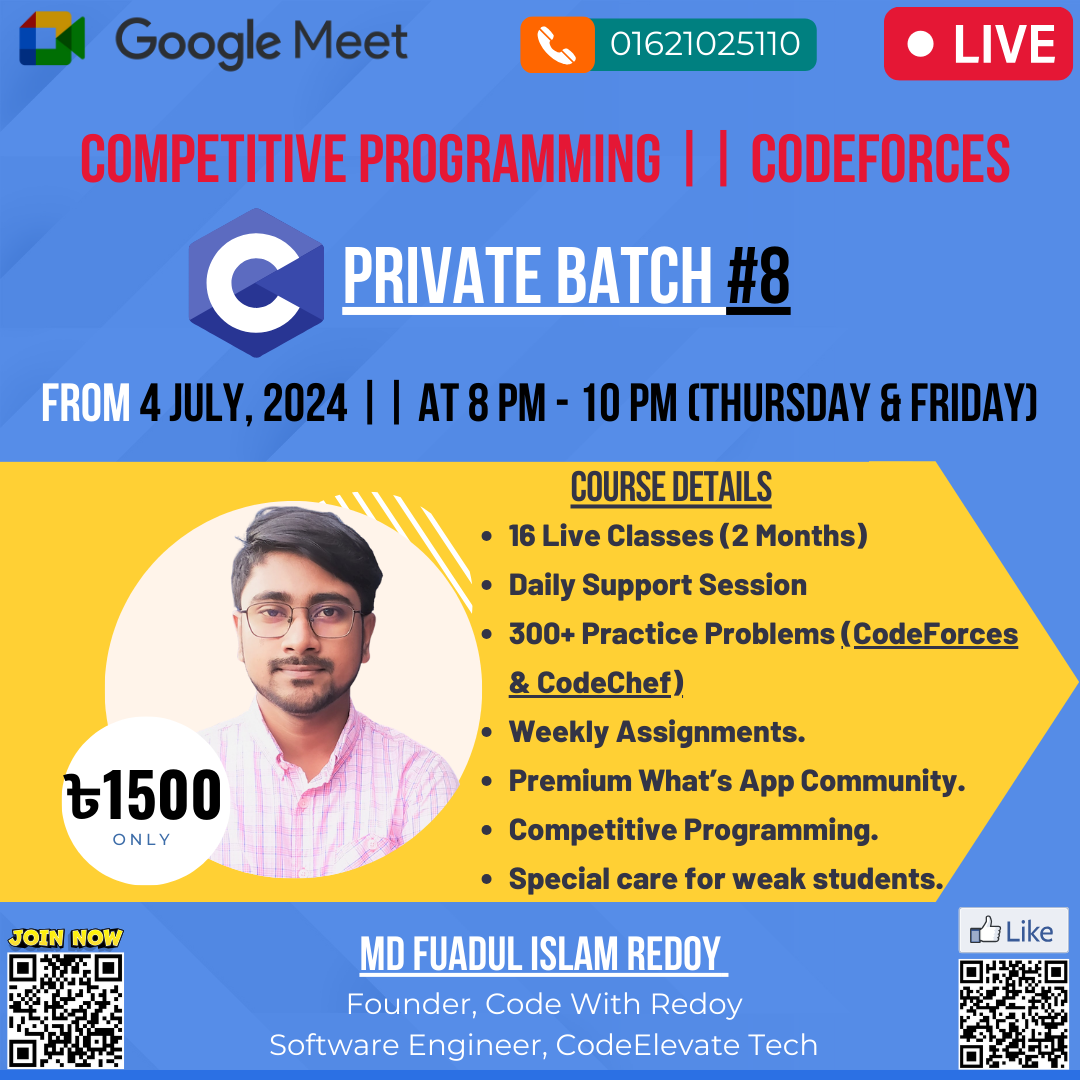 Google Meet
01621025110
LIVE
COMPETITIVE PROGRAMMING || CODEFORCES
C
PRIVATE BATCH #8
FROM 4 JULY, 2024 || AT 8 PM - 10 PM (THURSDAY & FRIDAY)
COURSE DETAILS
• 16 Live Classes (2 Months)
• Daily Support Session
• 300+ Practice Problems (CodeForces
& CodeChef)
• Weekly Assignments.
• Premium What's App Community.
• Competitive Programming.
• Special care for weak students.
৳1500
ONLY
JOIN NOW
MD FUADUL ISLAM REDOY
Founder, Code With Redoy
Software Engineer, CodeElevate Tech
Like